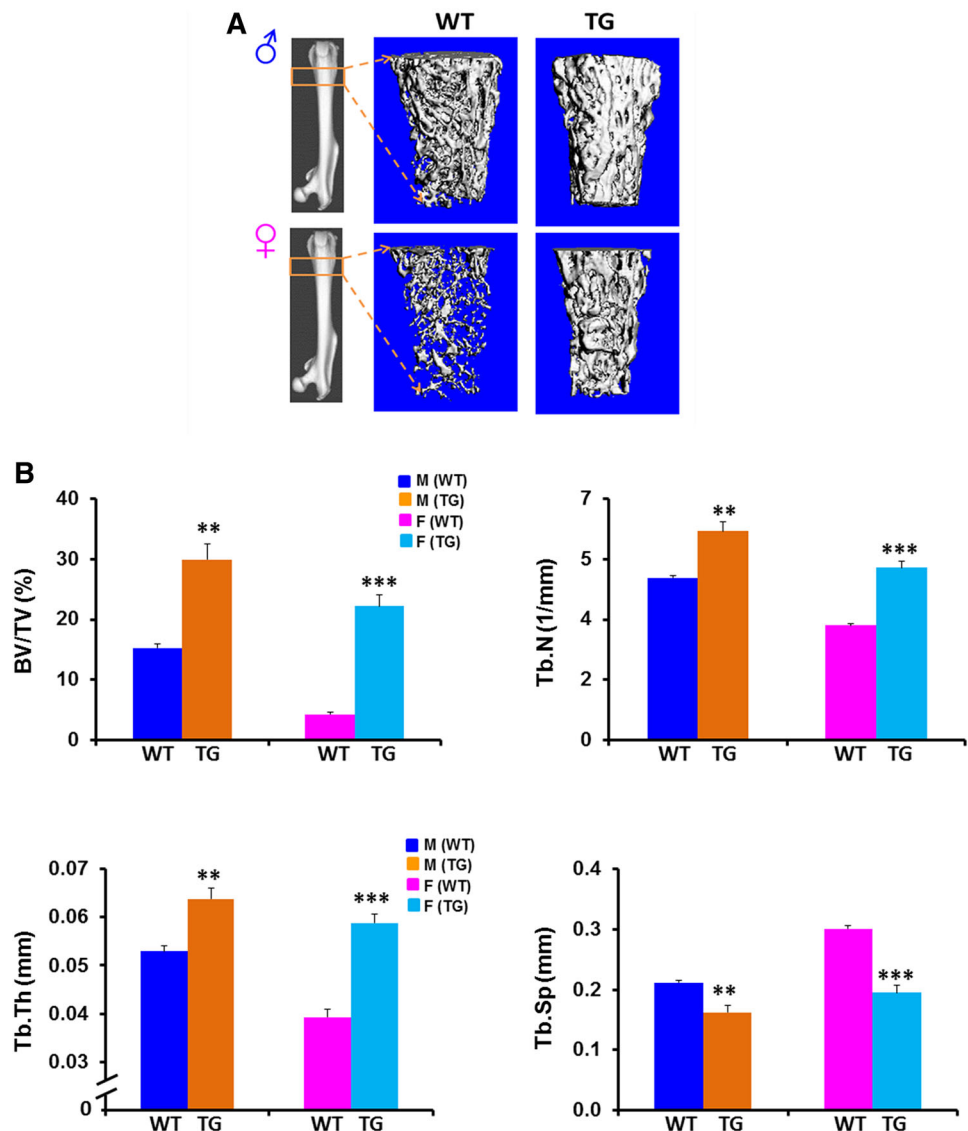 A
WT
TG
♂
♀
B
M (WT)
M (TG)
F (WT)
F (TG)
BV/TV (%)
40
30
20
10
0
**
***
WT TG
WT TG
Tb.N (1/mm)
7
5
4
2
0
**
***
WT TG
WT TG
M (WT)
M (TG)
F (WT)
F (TG)
Tb.Th (mm)
0.07
0.06
0.05
0.04
0.03
0
**
***
WT TG
WT TG
Tb.Sp (mm)
0.4
0.3
0.2
0.1
0.0
**
***
WT TG
WT TG